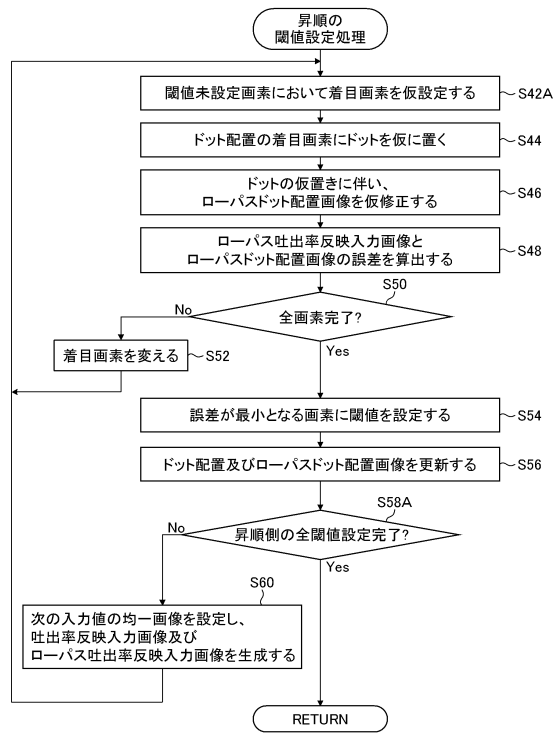 昇順の
閾値設定処理
閾値未設定画素において着目画素を仮設定する
S42A
ドット配置の着目画素にドットを仮に置く
S44
ドットの仮置きに伴い、
ローパスドット配置画像を仮修正する
S46
ローパス吐出率反映入力画像と
ローパスドット配置画像の誤差を算出する
S48
S50
全画素完了?
No
Yes
着目画素を変える
S52
誤差が最小となる画素に閾値を設定する
S54
ドット配置及びローパスドット配置画像を更新する
S56
S58A
昇順側の全閾値設定完了?
No
Yes
S60
次の入力値の均一画像を設定し、
吐出率反映入力画像及び
ローパス吐出率反映入力画像を生成する
RETURN